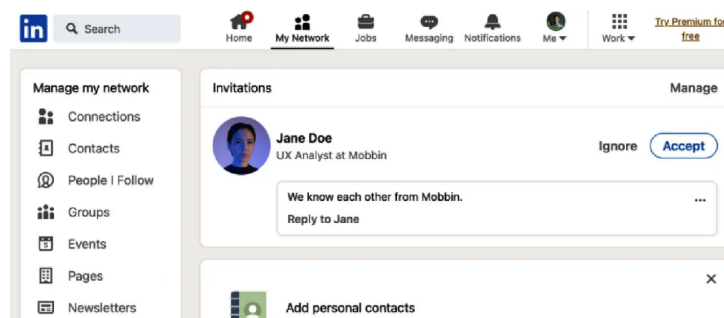 in
Search
Home
My Network
Jobs
Messaging
Notifications
Me
Work
Try Premium for
free
Manage my network
Connections
Contacts
People I Follow
Groups
Events
Pages
Newsletters
Invitations
Manage
Jane Doe
UX Analyst at Mobbin
Ignore
Accept
We know each other from Mobbin.
...
Reply to Jane
Add personal contacts